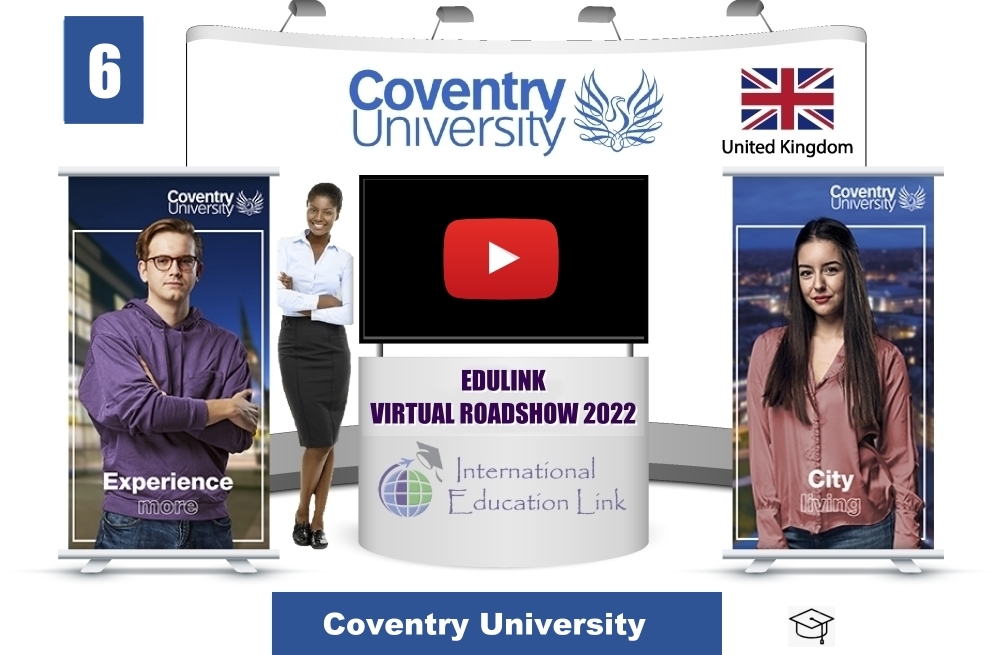 6
Coventry
University
United Kingdom
Coventry
University
Experience
more
EDULINK
VIRTUAL ROADSHOW 2022
International
Education Link
Coventry
University
City
living
Coventry University